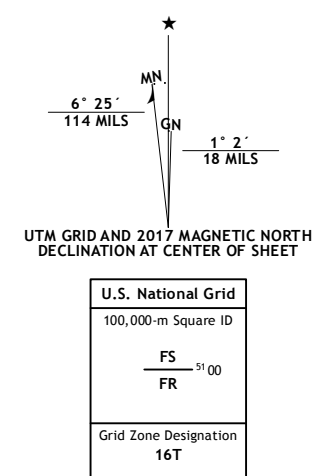 ★
MN
6° 25´
114 MILS
GN
1° 2´
18 MILS
UTM GRID AND 2017 MAGNETIC NORTH
DECLINATION AT CENTER OF SHEET
U.S. National Grid
100,000-m Square ID
FS
51 00
FR
Grid Zone Designation
16T